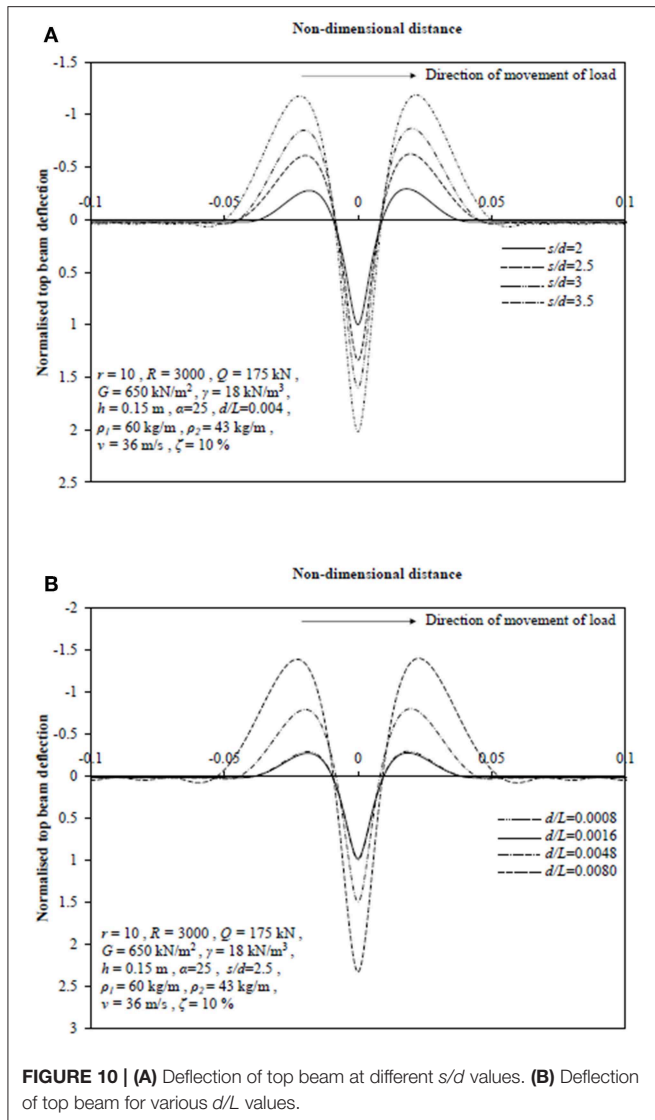 A
Non-dimensional distance
-1.5
Direction of movement of load
-1
-0.5
-0.1
-0.05
0
0.05
0.1
0
0.5
1
1.5
2
2.5
Normalised top beam deflection
s/d=2
s/d=2.5
s/d=3
s/d=3.5
r = 10 , R = 3000 , Q = 175 kN ,
G = 650 kN/m², γ = 18 kN/m³,
h = 0.15 m , α=25 , d/L=0.004 ,
ρ₁ = 60 kg/m , ρ₂ = 43 kg/m ,
v = 36 m/s , ζ = 10 %
B
Non-dimensional distance
-2
Direction of movement of load
-1.5
-1
-0.5
-0.1
-0.05
0
0.05
0.1
0
0.5
1
1.5
2
2.5
3
Normalised top beam deflection
d/L=0.0008
d/L=0.0016
d/L=0.0048
d/L=0.0080
r = 10 , R = 3000 , Q = 175 kN ,
G = 650 kN/m², γ = 18 kN/m³,
h = 0.15 m , α=25 , s/d=2.5 ,
ρ₁ = 60 kg/m , ρ₂ = 43 kg/m ,
v = 36 m/s , ζ = 10 %
FIGURE 10 | (A) Deflection of top beam at different s/d values. (B) Deflection
of top beam for various d/L values.